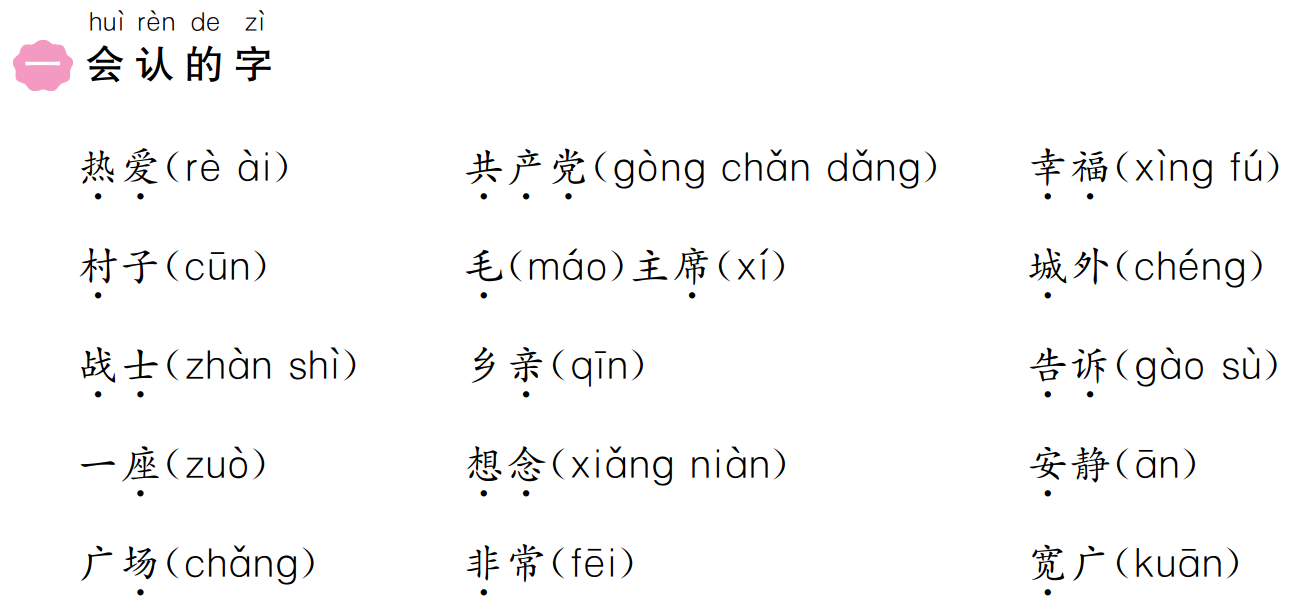 huì rèn de zì
一 会认的字
热爱(rè ài) 共产党(gòng chǎn dǎng) 幸福(xìng fú)
村子(cūn) 毛(máo)主席(xí) 城外(chéng)
战士(zhàn shì) 乡亲(qīn) 告诉(gào sù)
一座(zuò) 想念(xiǎng niàn) 安静(ān)
广场(chǎng) 非常(fēi) 宽广(kuān)